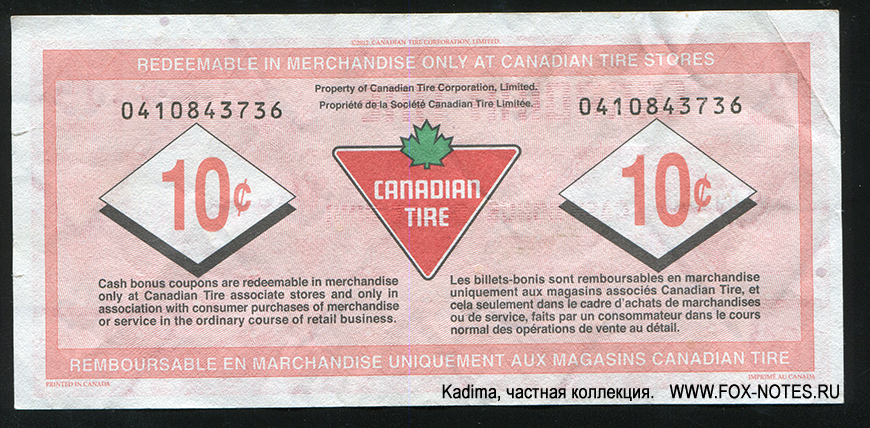 ©2012, CANADIAN TIRE CORPORATION, LIMITED.
REDEEMABLE IN MERCHANDISE ONLY AT CANADIAN TIRE STORES
Property of Canadian Tire Corporation, Limited.
Propriété de la Société Canadian Tire Limitée.
0410843736
0410843736
10¢
CANADIAN
TIRE
10¢
Cash bonus coupons are redeemable in merchandise
only at Canadian Tire associate stores and only in
association with consumer purchases of merchandise
or service in the ordinary course of retail business.
Les billets-bonis sont remboursables en marchandise
uniquement aux magasins associés Canadian Tire, et
cela seulement dans le cadre d'achats de marchandises
ou de service, faits par un consommateur dans le cours
normal des opérations de vente au détail.
REMBOURSABLE EN MARCHANDISE UNIQUEMENT AUX MAGASINS CANADIAN TIRE
PRINTED IN CANADA
IMPRIMÉ AU CANADA
Kadima, частная коллекция. WWW.FOX-NOTES.RU